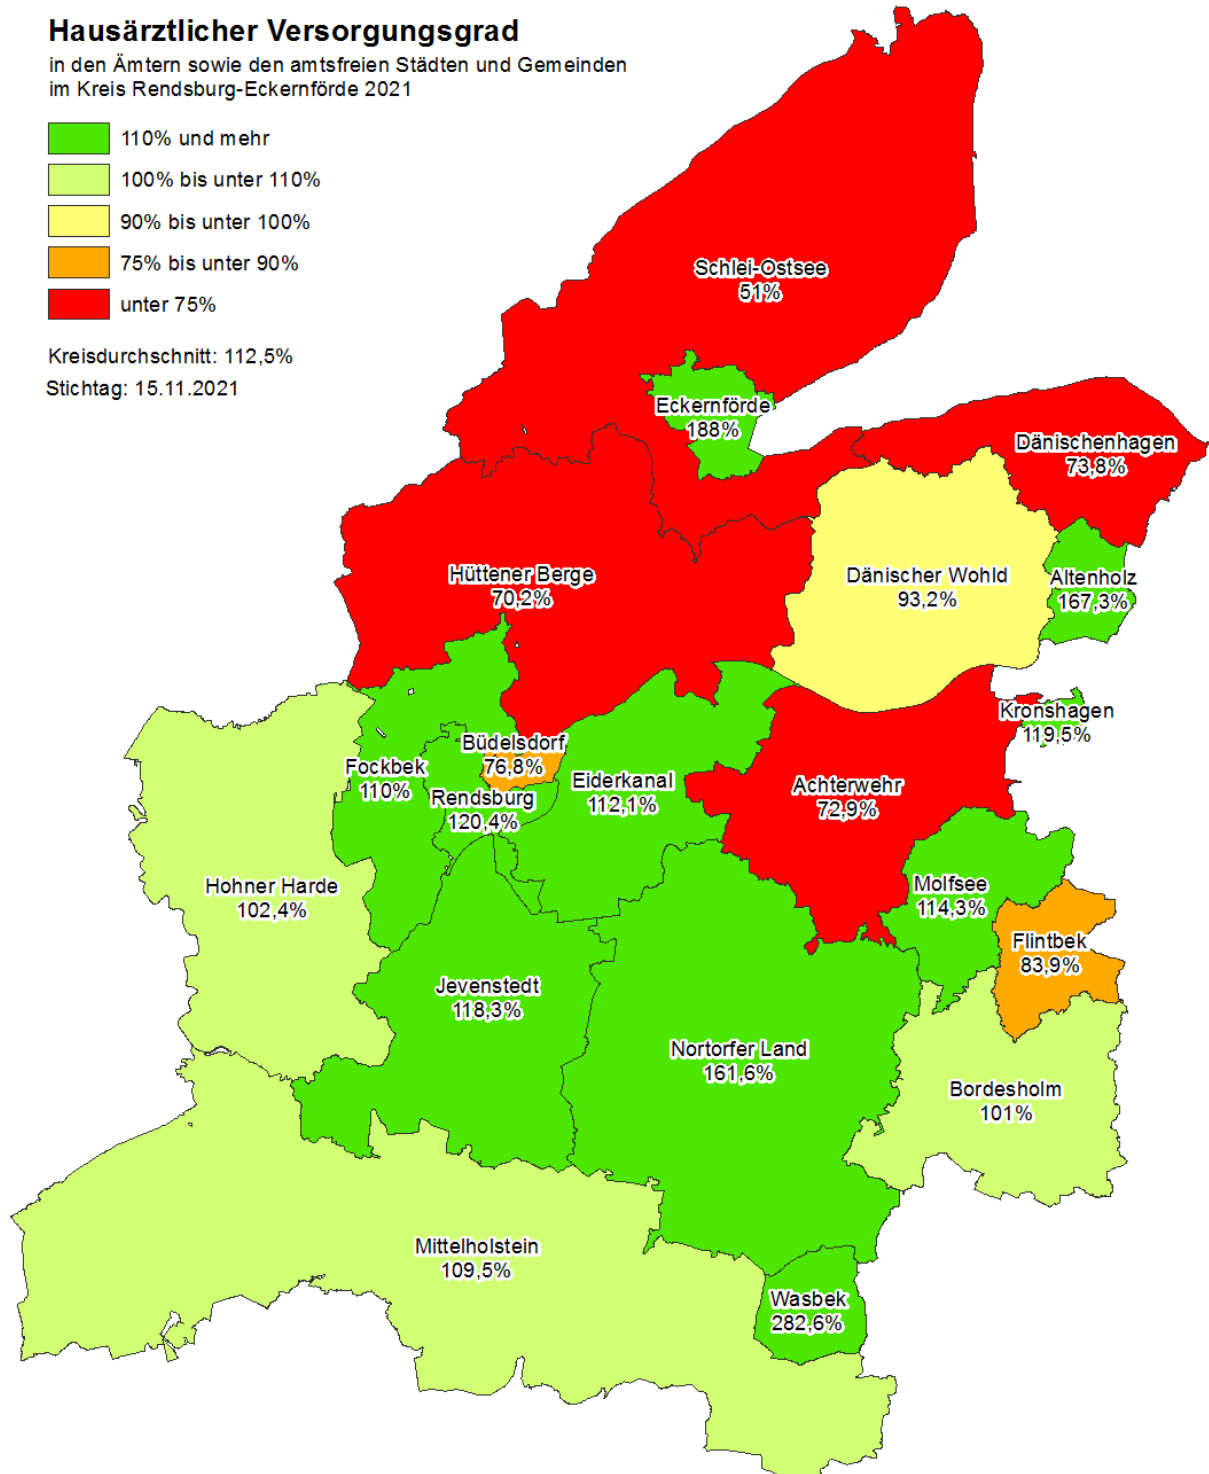 Hausärztlicher Versorgungsgrad
in den Ämtern sowie den amtsfreien Städten und Gemeinden
im Kreis Rendsburg-Eckernförde 2021
110% und mehr
100% bis unter 110%
90% bis unter 100%
75% bis unter 90%
unter 75%
Kreisdurchschnitt: 112,5%
Stichtag: 15.11.2021
Schlei-Ostsee
51%
Eckernförde
188%
Dänischenhagen
73,8%
Hüttener Berge
70,2%
Dänischer Wohld
93,2%
Altenholz
167,3%
Kronshagen
119,5%
Büdelsdorf
76,8%
Fockbek
110%
Rendsburg
120,4%
Eiderkanal
112,1%
Achterwehr
72,9%
Hohner Harde
102,4%
Molfsee
114,3%
Flintbek
83,9%
Jevenstedt
118,3%
Nortorfer Land
161,6%
Bordesholm
101%
Mittelholstein
109,5%
Wasbek
282,6%